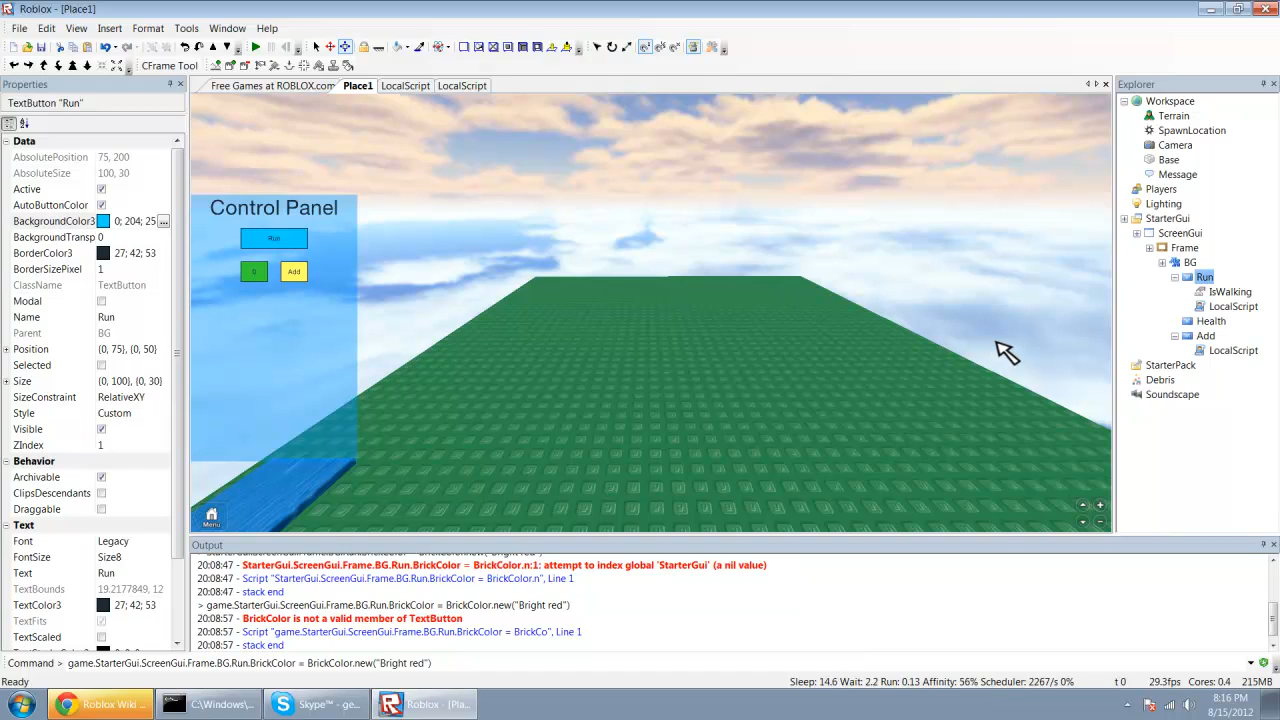 Roblox - [Place1]
File Edit View Insert Format Tools Window Help
CFrame Tool
Properties
TextButton "Run"
Data
AbsolutePosition 75, 200
AbsoluteSize 100, 30
Active
AutoButtonColor
BackgroundColor3 0; 204; 25 ...
BackgroundTransp 0
BorderColor3 27; 42; 53
BorderSizePixel 1
ClassName TextButton
Modal
Name Run
Parent BG
Position {0, 75}, {0, 50}
Selected
Size {0, 100}, {0, 30}
SizeConstraint RelativeXY
Style Custom
Visible
ZIndex 1
Behavior
Archivable
ClipsDescendants
Draggable
Text
Font Legacy
FontSize Size8
Text Run
TextBounds 19.2177849, 12
TextColor3 27; 42; 53
TextFits
TextScaled
Free Games at ROBLOX.com Place1 LocalScript LocalScript
Control Panel
Run
0 Add
Menu
Explorer
Workspace
Terrain
SpawnLocation
Camera
Base
Message
Players
Lighting
StarterGui
ScreenGui
Frame
BG
Run
IsWalking
LocalScript
Health
Add
LocalScript
StarterPack
Debris
Soundscape
Output
20:08:47 - StarterGui.ScreenGui.Frame.BG.Run.BrickColor = BrickColor.n:1: attempt to index global 'StarterGui' (a nil value)
20:08:47 - Script "StarterGui.ScreenGui.Frame.BG.Run.BrickColor = BrickColor.n", Line 1
20:08:47 - stack end
> game.StarterGui.ScreenGui.Frame.BG.Run.BrickColor = BrickColor.new("Bright red")
20:08:57 - BrickColor is not a valid member of TextButton
20:08:57 - Script "game.StarterGui.ScreenGui.Frame.BG.Run.BrickColor = BrickCo", Line 1
20:08:57 - stack end
Command > game.StarterGui.ScreenGui.Frame.BG.Run.BrickColor = BrickColor.new("Bright red")
Ready Sleep: 14.6 Wait: 2.2 Run: 0.13 Affinity: 56% Scheduler: 2267/s 0% t 0 29.3fps Cores: 0.4 215MB
Roblox Wiki ... C:\Windows\... Skype™ - ge... Roblox - [Pla...
8:16 PM
8/15/2012